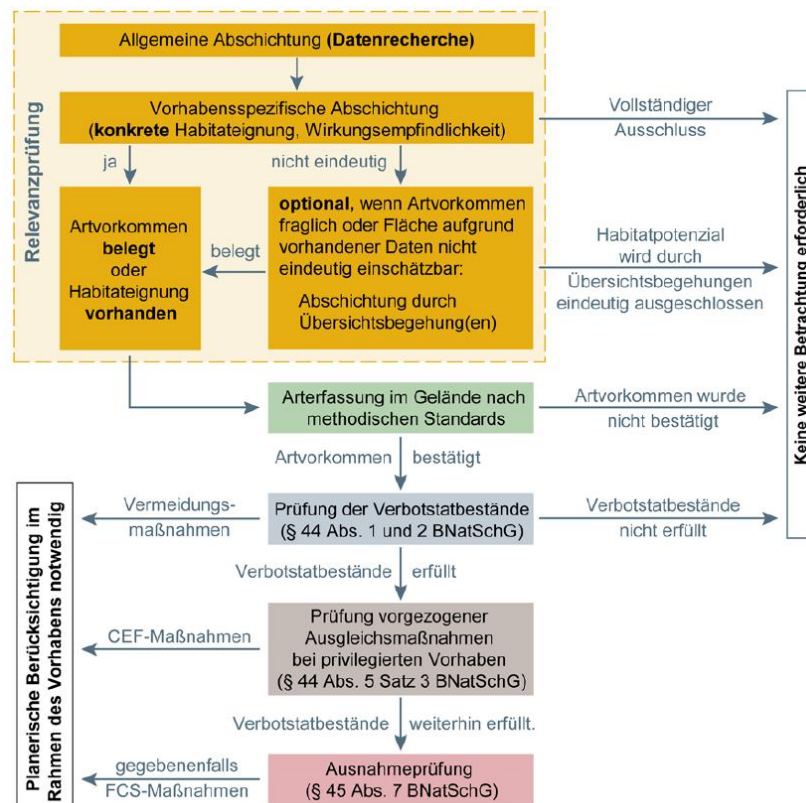 Allgemeine Abschichtung (Datenrecherche)
Relevanzprüfung
Vorhabensspezifische Abschichtung
(konkrete Habitateignung, Wirkungsempfindlichkeit)
Vollständiger
Ausschluss
ja
nicht eindeutig
Artvorkommen
belegt
oder
Habitateignung
vorhanden
belegt
optional, wenn Artvorkommen
fraglich oder Fläche aufgrund
vorhandener Daten nicht
eindeutig einschätzbar:
Abschichtung durch
Übersichtsbegehung(en)
Habitatpotenzial
wird durch
Übersichtsbegehungen
eindeutig ausgeschlossen
Keine weitere Betrachtung erforderlich
Arterfassung im Gelände nach
methodischen Standards
Artvorkommen wurde
nicht bestätigt
Artvorkommen bestätigt
Planerische Berücksichtigung im
Rahmen des Vorhabens notwendig
Vermeidungs-
maßnahmen
Prüfung der Verbotstatbestände
(§ 44 Abs. 1 und 2 BNatSchG)
Verbotstatbestände
nicht erfüllt
Verbotstatbestände erfüllt
CEF-Maßnahmen
Prüfung vorgezogener
Ausgleichsmaßnahmen
bei privilegierten Vorhaben
(§ 44 Abs. 5 Satz 3 BNatSchG)
Verbotstatbestände weiterhin erfüllt.
gegebenenfalls
FCS-Maßnahmen
Ausnahmeprüfung
(§ 45 Abs. 7 BNatSchG)